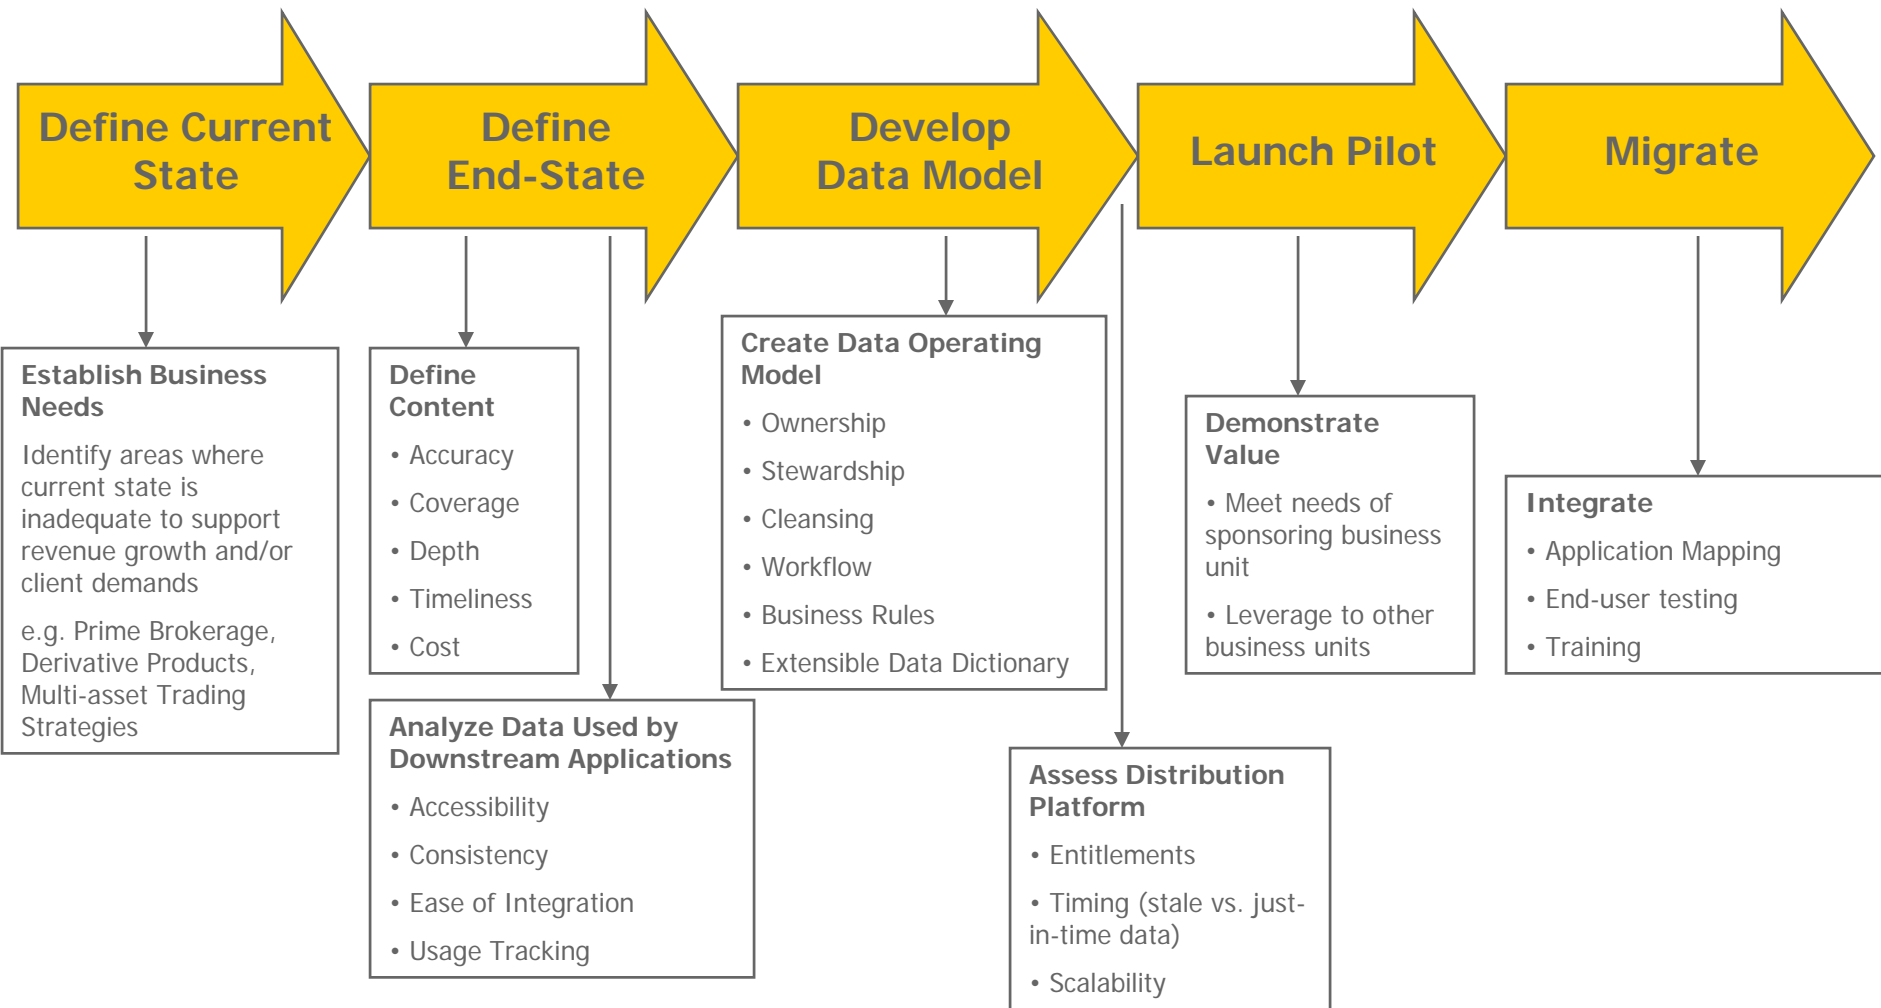 Define Current
State
Define
End-State
Develop
Data Model
Launch Pilot
Migrate
Establish Business
Needs
Identify areas where
current state is
inadequate to support
revenue growth and/or
client demands
e.g. Prime Brokerage,
Derivative Products,
Multi-asset Trading
Strategies
Define
Content
• Accuracy
• Coverage
• Depth
• Timeliness
• Cost
Analyze Data Used by
Downstream Applications
• Accessibility
• Consistency
• Ease of Integration
• Usage Tracking
Create Data Operating
Model
• Ownership
• Stewardship
• Cleansing
• Workflow
• Business Rules
• Extensible Data Dictionary
Assess Distribution
Platform
• Entitlements
• Timing (stale vs. just-
in-time data)
• Scalability
Demonstrate
Value
• Meet needs of
sponsoring business
unit
• Leverage to other
business units
Integrate
• Application Mapping
• End-user testing
• Training